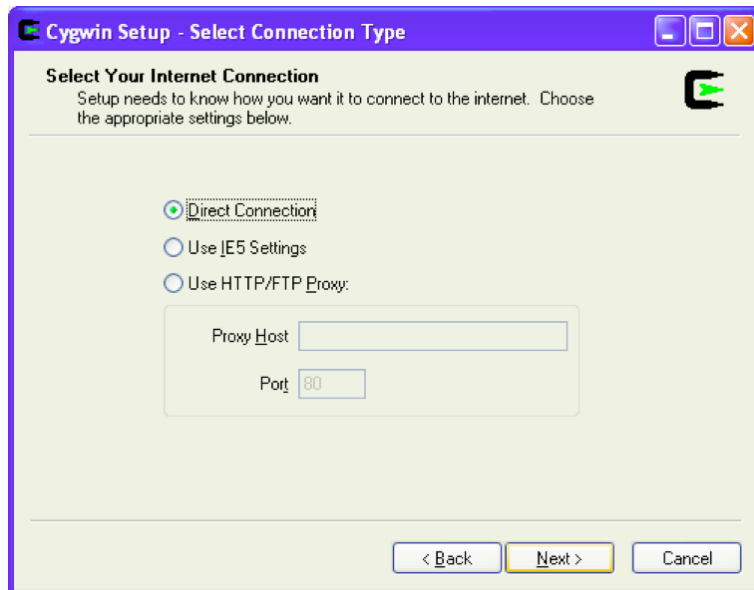 Cygwin Setup - Select Connection Type
Select Your Internet Connection
Setup needs to know how you want it to connect to the internet. Choose
the appropriate settings below.
Direct Connection
Use IE5 Settings
Use HTTP/FTP Proxy:
Proxy Host
Port 80
< Back Next > Cancel